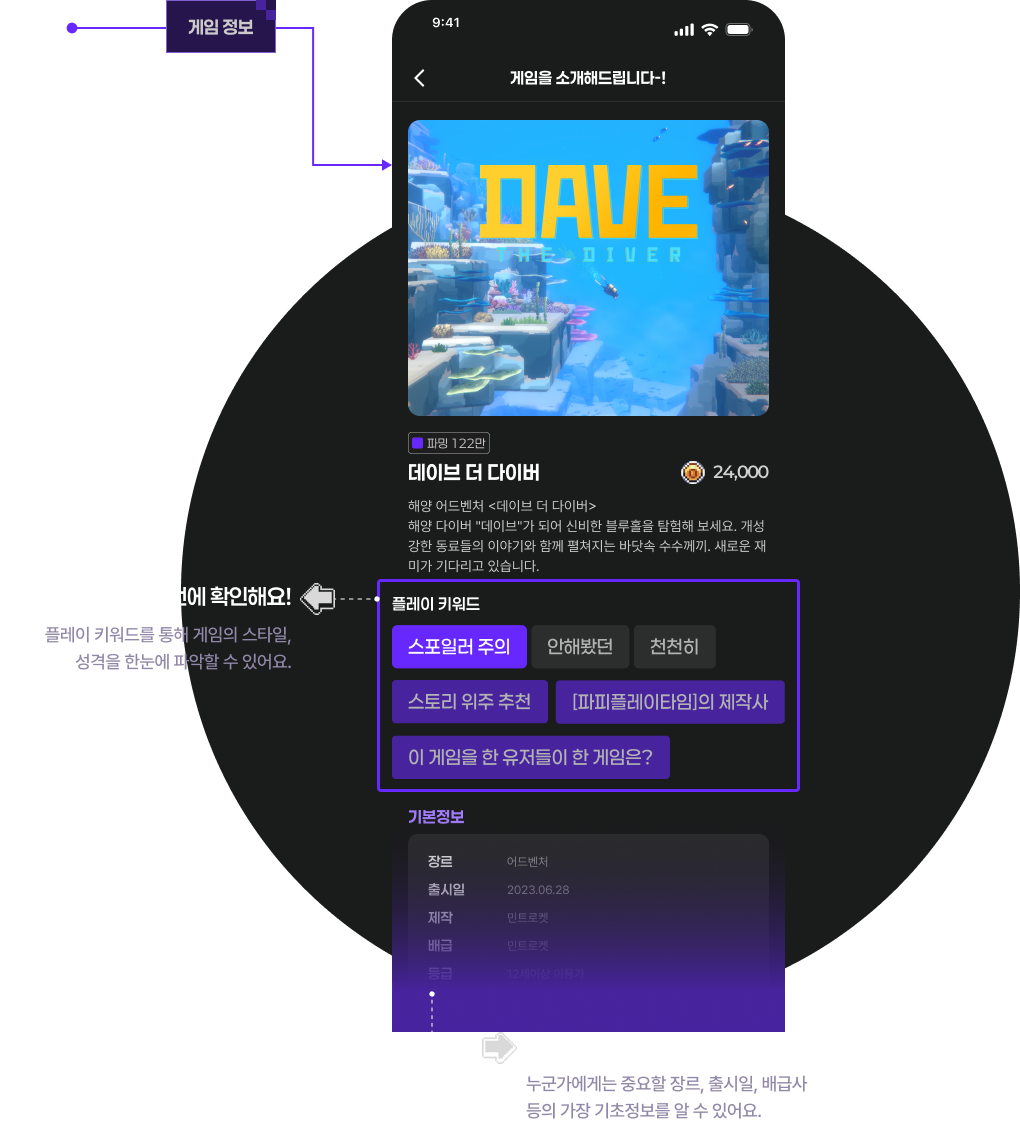 게임 정보
9:41
게임을 소개해드립니다~!
DAVE
THE DIVER
파밍 122만
데이브 더 다이버
24,000
해양 어드벤처 <데이브 더 다이버>
해양 다이버 "데이브"가 되어 신비한 블루홀을 탐험해 보세요. 개성
강한 동료들의 이야기와 함께 펼쳐지는 바닷속 수수께끼. 새로운 재
미가 기다리고 있습니다.
에 확인해요!
플레이 키워드를 통해 게임의 스타일,
성격을 한눈에 파악할 수 있어요.
플레이 키워드
스포일러 주의
안해봤던
천천히
스토리 위주 추천
[파피플레이타임]의 제작사
이 게임을 한 유저들이 한 게임은?
기본정보
장르 어드벤처
출시일 2023.06.28
제작 민트로켓
배급 민트로켓
등급 12세이상 이용가
누군가에게는 중요할 장르, 출시일, 배급사
등의 가장 기초정보를 알 수 있어요.